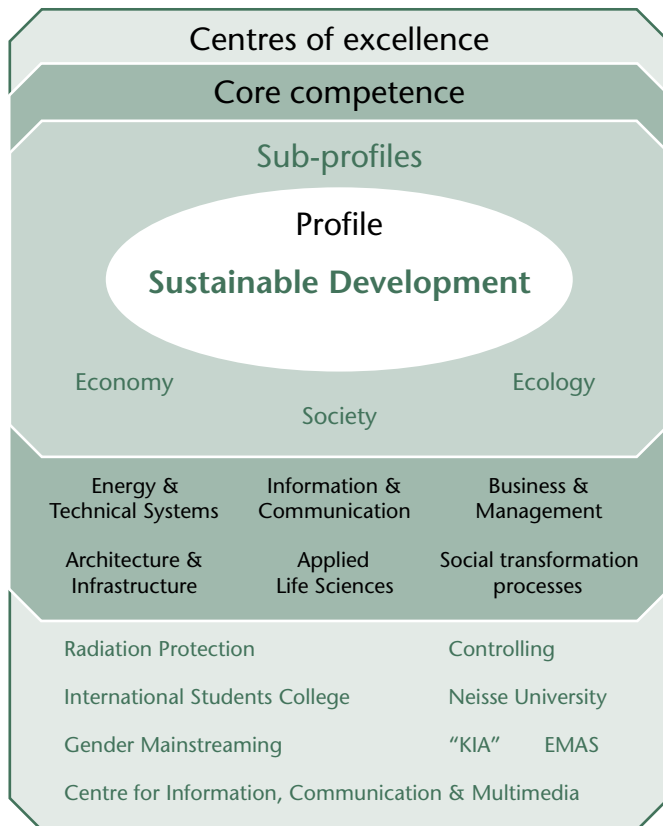 Centres of excellence
Core competence
Sub-profiles
Profile
Sustainable Development
Economy
Ecology
Society
Energy &
Technical Systems
Information &
Communication
Business &
Management
Architecture &
Infrastructure
Applied
Life Sciences
Social transformation
processes
Radiation Protection
Controlling
International Students College
Neisse University
Gender Mainstreaming
“KIA” EMAS
Centre for Information, Communication & Multimedia